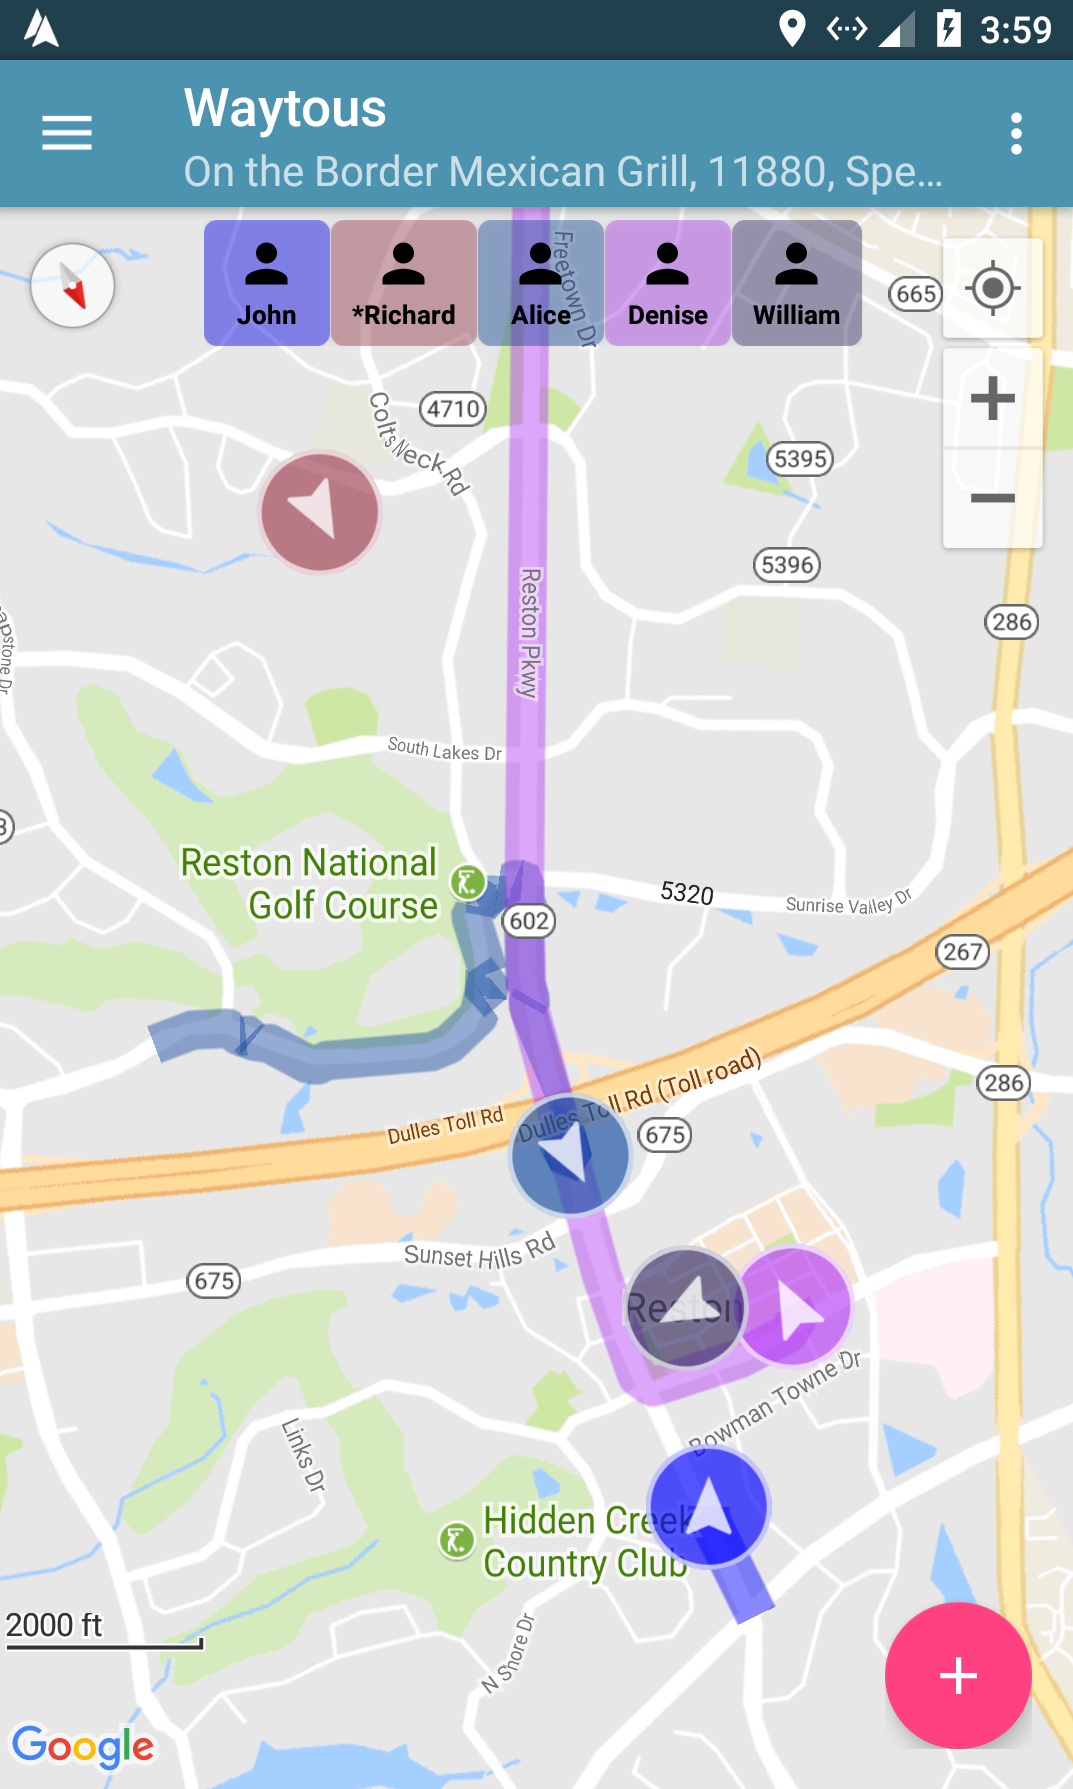 3:59
Waytous
On the Border Mexican Grill, 11880, Spe...
John
*Richard
Alice
Denise
William
Freetown Dr
665
4710
Colts Neck Rd
5395
5396
286
Reston Pkwy
South Lakes Dr
Reston National
Golf Course
602
5320
Sunrise Valley Dr
267
286
Dulles Toll Rd (Toll road)
Dulles Toll Rd
675
Sunset Hills Rd
675
Reston
Bowman Towne Dr
Links Dr
Hidden Creek
Country Club
N Shore Dr
2000 ft
Google